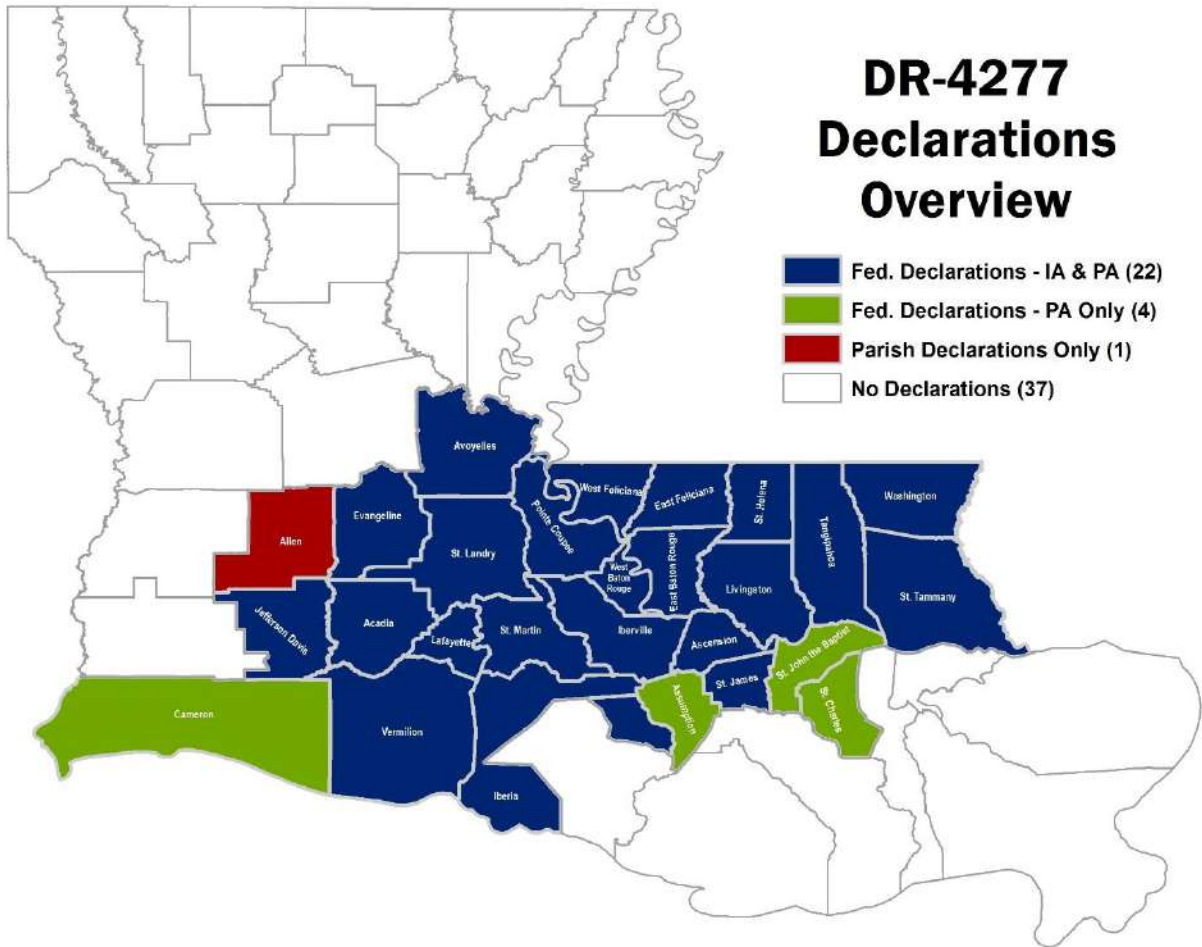 DR-4277
Declarations
Overview
Fed. Declarations - IA & PA (22)
Fed. Declarations - PA Only (4)
Parish Declarations Only (1)
No Declarations (37)
Avoyelles
West Feliciana
East Feliciana
St. Helena
Washington
Pointe Coupee
Tangipahoa
Evangeline
Allen
St. Landry
West
Baton
Rouge
East Baton Rouge
Livingston
St. Tammany
Jefferson Davis
Acadia
Lafayette
St. Martin
Iberville
Ascension
St. John the Baptist
St. James
Assumption
St. Charles
Cameron
Vermilion
Iberia